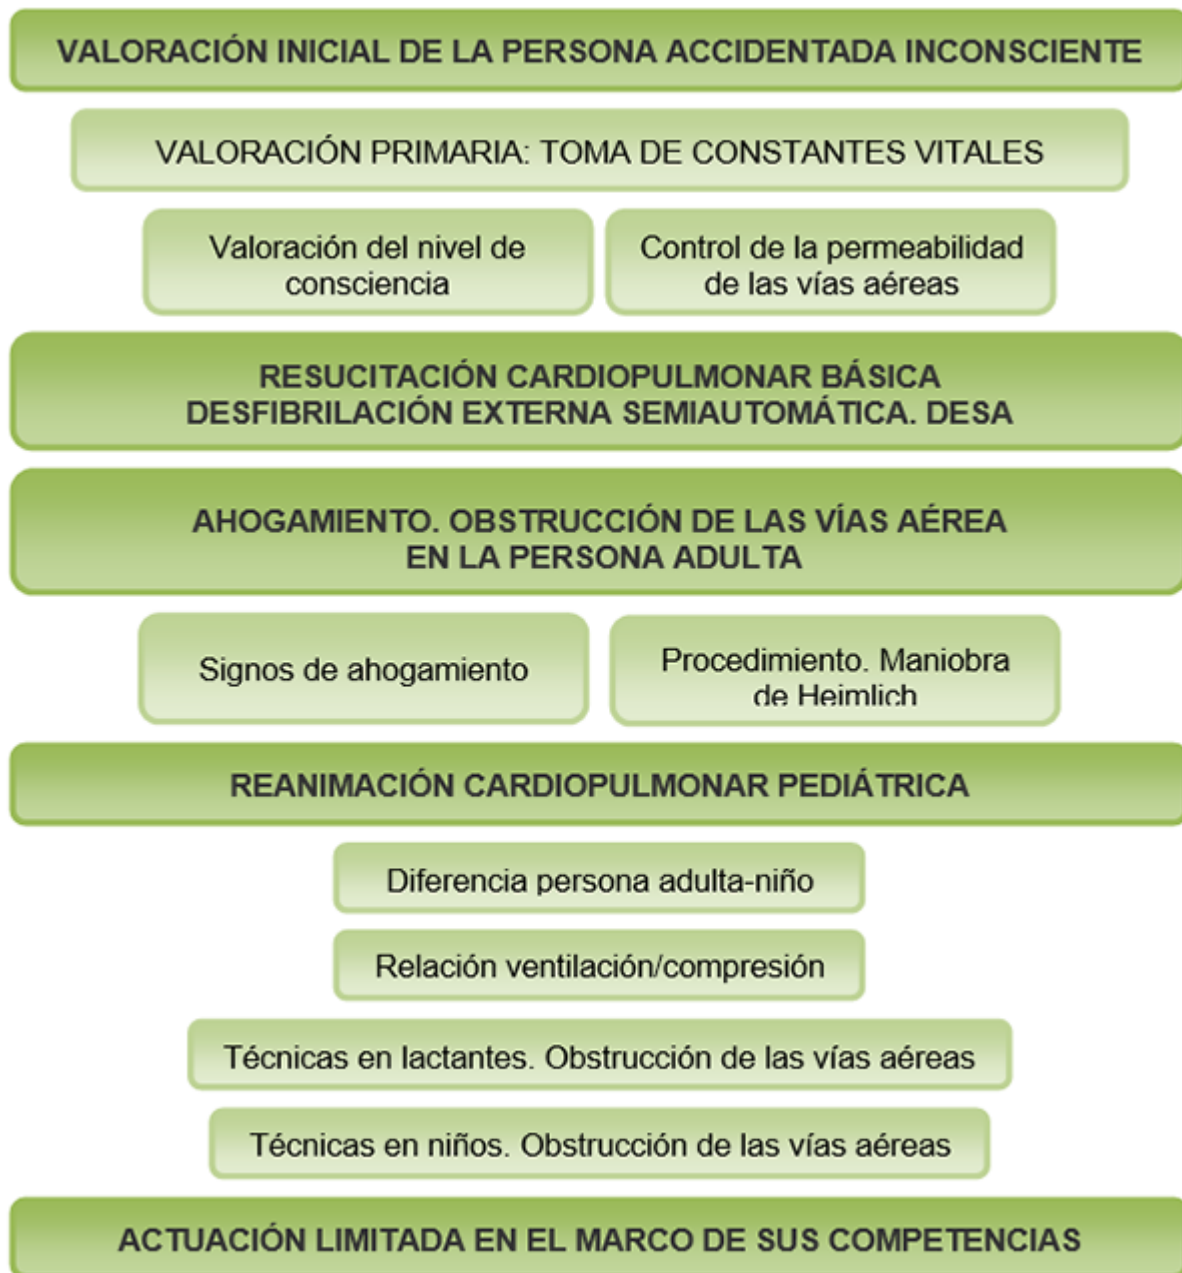 VALORACIÓN INICIAL DE LA PERSONA ACCIDENTADA INCONSCIENTE
VALORACIÓN PRIMARIA: TOMA DE CONSTANTES VITALES
Valoración del nivel de
consciencia
Control de la permeabilidad
de las vías aéreas
RESUCITACIÓN CARDIOPULMONAR BÁSICA
DESFIBRILACIÓN EXTERNA SEMIAUTOMÁTICA. DESA
AHOGAMIENTO. OBSTRUCCIÓN DE LAS VÍAS AÉREA
EN LA PERSONA ADULTA
Signos de ahogamiento
Procedimiento. Maniobra
de Heimlich
REANIMACIÓN CARDIOPULMONAR PEDIÁTRICA
Diferencia persona adulta-niño
Relación ventilación/compresión
Técnicas en lactantes. Obstrucción de las vías aéreas
Técnicas en niños. Obstrucción de las vías aéreas
ACTUACIÓN LIMITADA EN EL MARCO DE SUS COMPETENCIAS